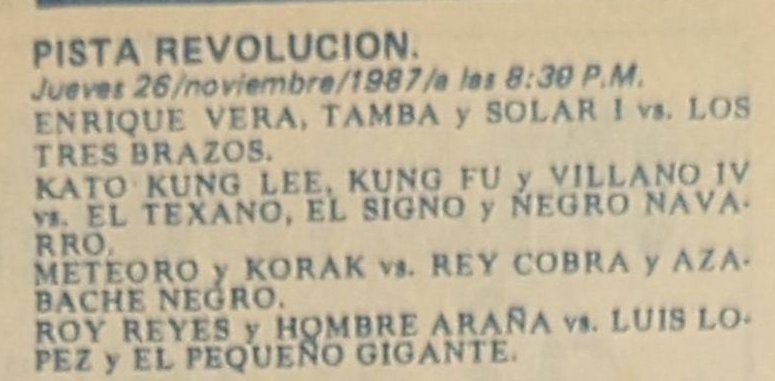 PISTA REVOLUCION.
Jueves 26/noviembre/1987/a las 8:30 P.M.
ENRIQUE VERA, TAMBA y SOLAR I vs. LOS
TRES BRAZOS.
KATO KUNG LEE, KUNG FU y VILLANO IV
vs. EL TEXANO, EL SIGNO y NEGRO NAVA-
RRO.
METEORO y KORAK vs. REY COBRA y AZA-
BACHE NEGRO.
ROY REYES y HOMBRE ARAÑA vs. LUIS LO-
PEZ y EL PEQUEÑO GIGANTE.